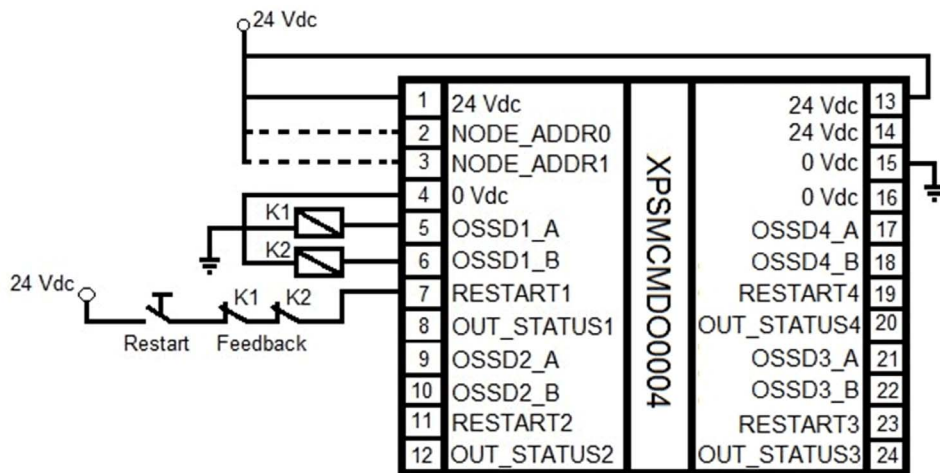 24 Vdc
1 24 Vdc
2 NODE_ADDR0
3 NODE_ADDR1
4 0 Vdc
K1
5 OSSD1_A
K2
6 OSSD1_B
24 Vdc
K1 K2
7 RESTART1
Restart Feedback
8 OUT_STATUS1
9 OSSD2_A
10 OSSD2_B
11 RESTART2
12 OUT_STATUS2
XPSMCMDO0004
24 Vdc 13
24 Vdc 14
0 Vdc 15
0 Vdc 16
OSSD4_A 17
OSSD4_B 18
RESTART4 19
OUT_STATUS4 20
OSSD3_A 21
OSSD3_B 22
RESTART3 23
OUT_STATUS3 24